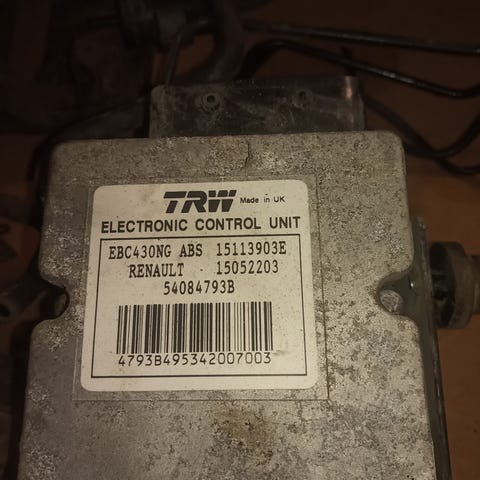 TRW Made in UK
ELECTRONIC CONTROL UNIT
EBC430NG ABS 15113903E
RENAULT - 15052203
54084793B
4793B495342007003